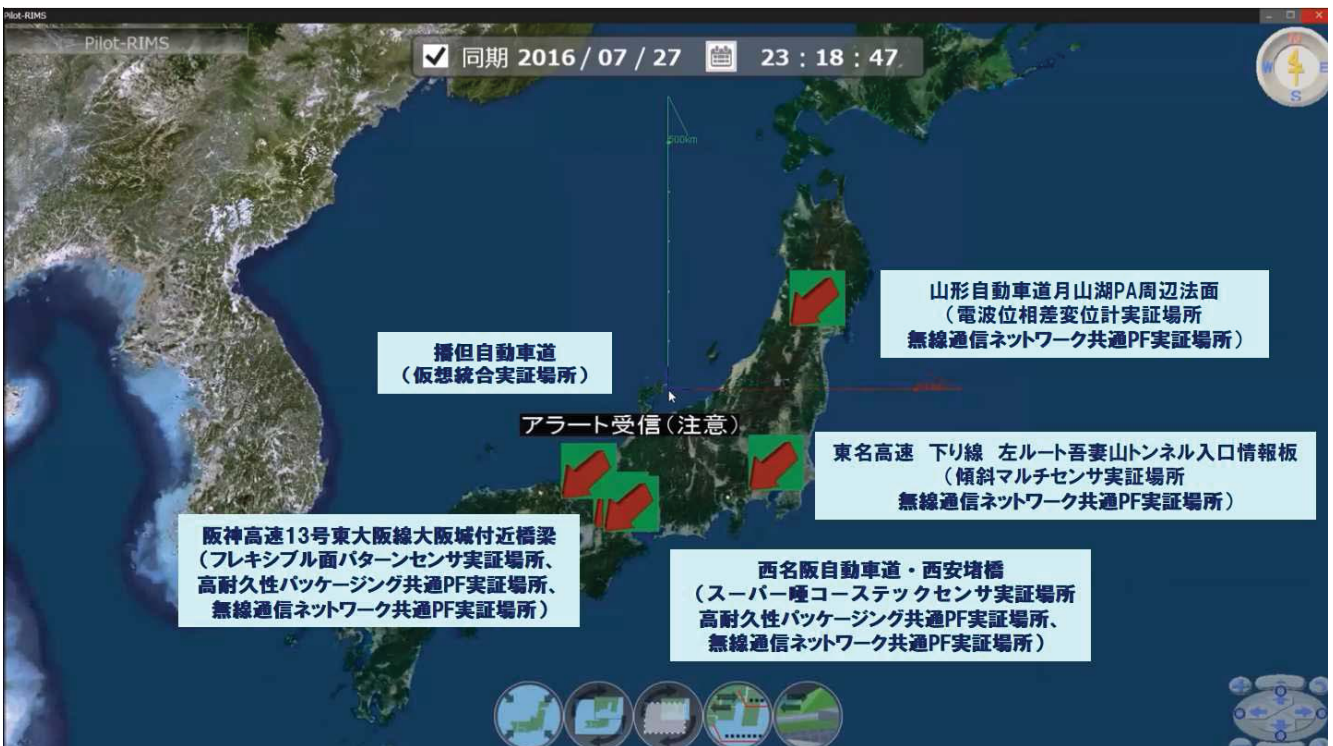 Pilot-RIMS
Pilot-RIMS
同期 2016 / 07 / 27 23 : 18 : 47
N
W
E
S
500km
山形自動車道月山湖PA周辺法面
(電波位相差変位計実証場所
無線通信ネットワーク共通PF実証場所)
播但自動車道
(仮想統合実証場所)
アラート受信(注意)
東名高速 下り線 左ルート吾妻山トンネル入口情報板
(傾斜マルチセンサ実証場所
無線通信ネットワーク共通PF実証場所)
阪神高速13号東大阪線大阪城付近橋梁
(フレキシブル面パターンセンサ実証場所、
高耐久性パッケージング共通PF実証場所、
無線通信ネットワーク共通PF実証場所)
西名阪自動車道・西安堵橋
(スーパー唖コーステックセンサ実証場所
高耐久性パッケージング共通PF実証場所、
無線通信ネットワーク共通PF実証場所)